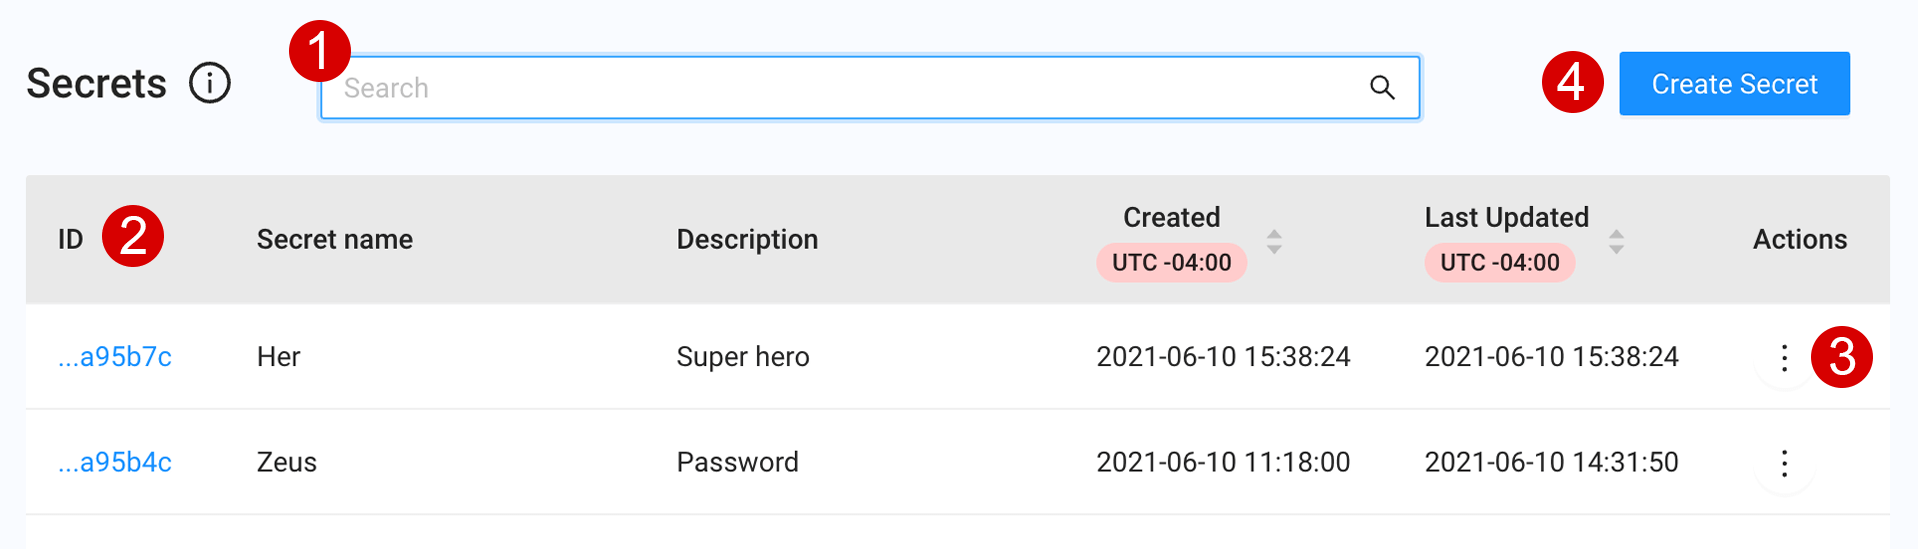 Secrets i 1 Search 4 Create Secret
ID 2 Secret name Description Created UTC -04:00 Last Updated UTC -04:00 Actions
...a95b7c Her Super hero 2021-06-10 15:38:24 2021-06-10 15:38:24 3
...a95b4c Zeus Password 2021-06-10 11:18:00 2021-06-10 14:31:50